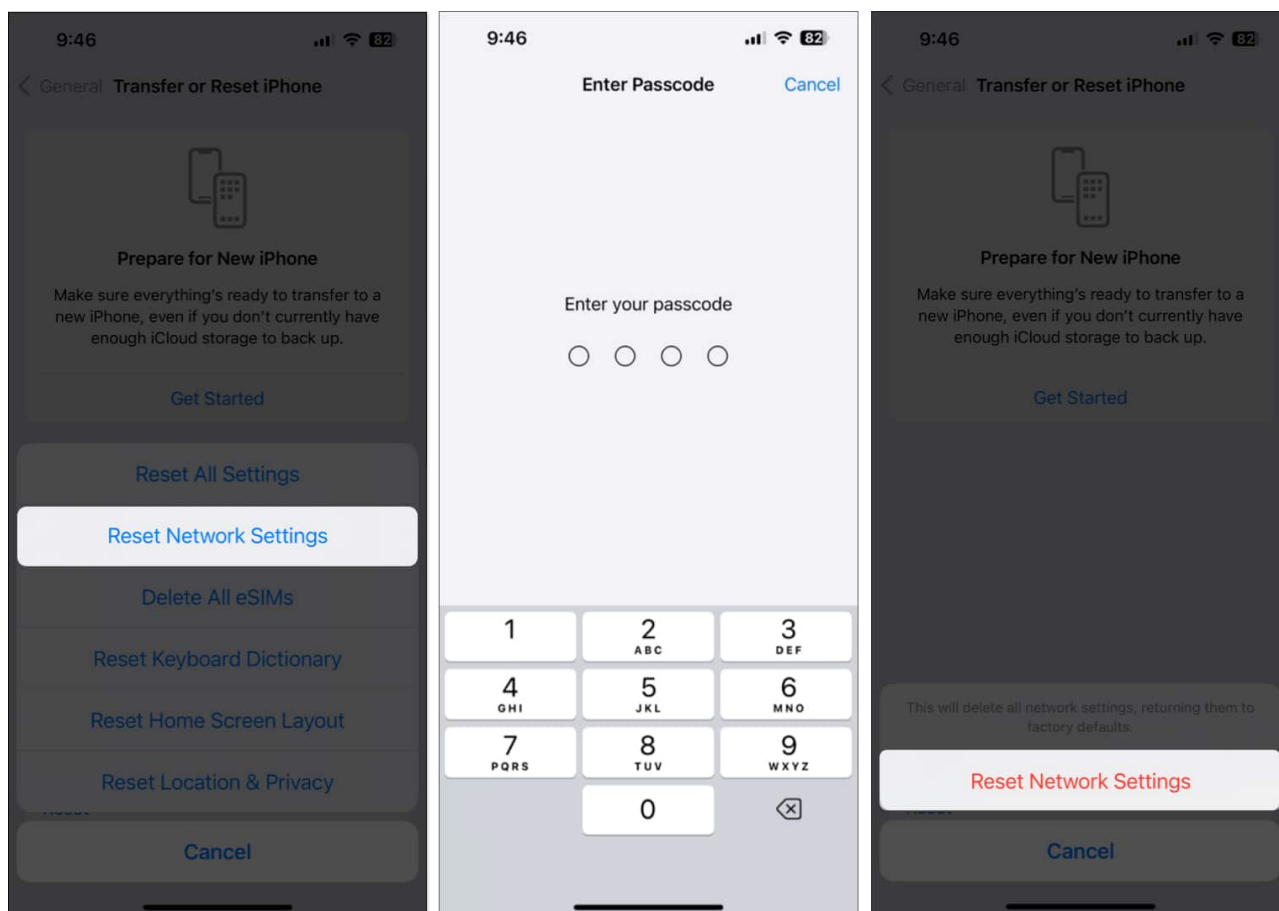 9:46
82
General Transfer or Reset iPhone
Prepare for New iPhone
Make sure everything's ready to transfer to a
new iPhone, even if you don't currently have
enough iCloud storage to back up.
Get Started
Reset All Settings
Reset Network Settings
Delete All eSIMs
Reset Keyboard Dictionary
Reset Home Screen Layout
Reset Location & Privacy
Reset
Cancel
9:46
82
Enter Passcode
Cancel
Enter your passcode
1
2
ABC
3
DEF
4
GHI
5
JKL
6
MNO
7
PQRS
8
TUV
9
WXYZ
0
9:46
82
General Transfer or Reset iPhone
Prepare for New iPhone
Make sure everything's ready to transfer to a
new iPhone, even if you don't currently have
enough iCloud storage to back up.
Get Started
This will delete all network settings, returning them to
factory defaults.
Reset Network Settings
Reset
Cancel